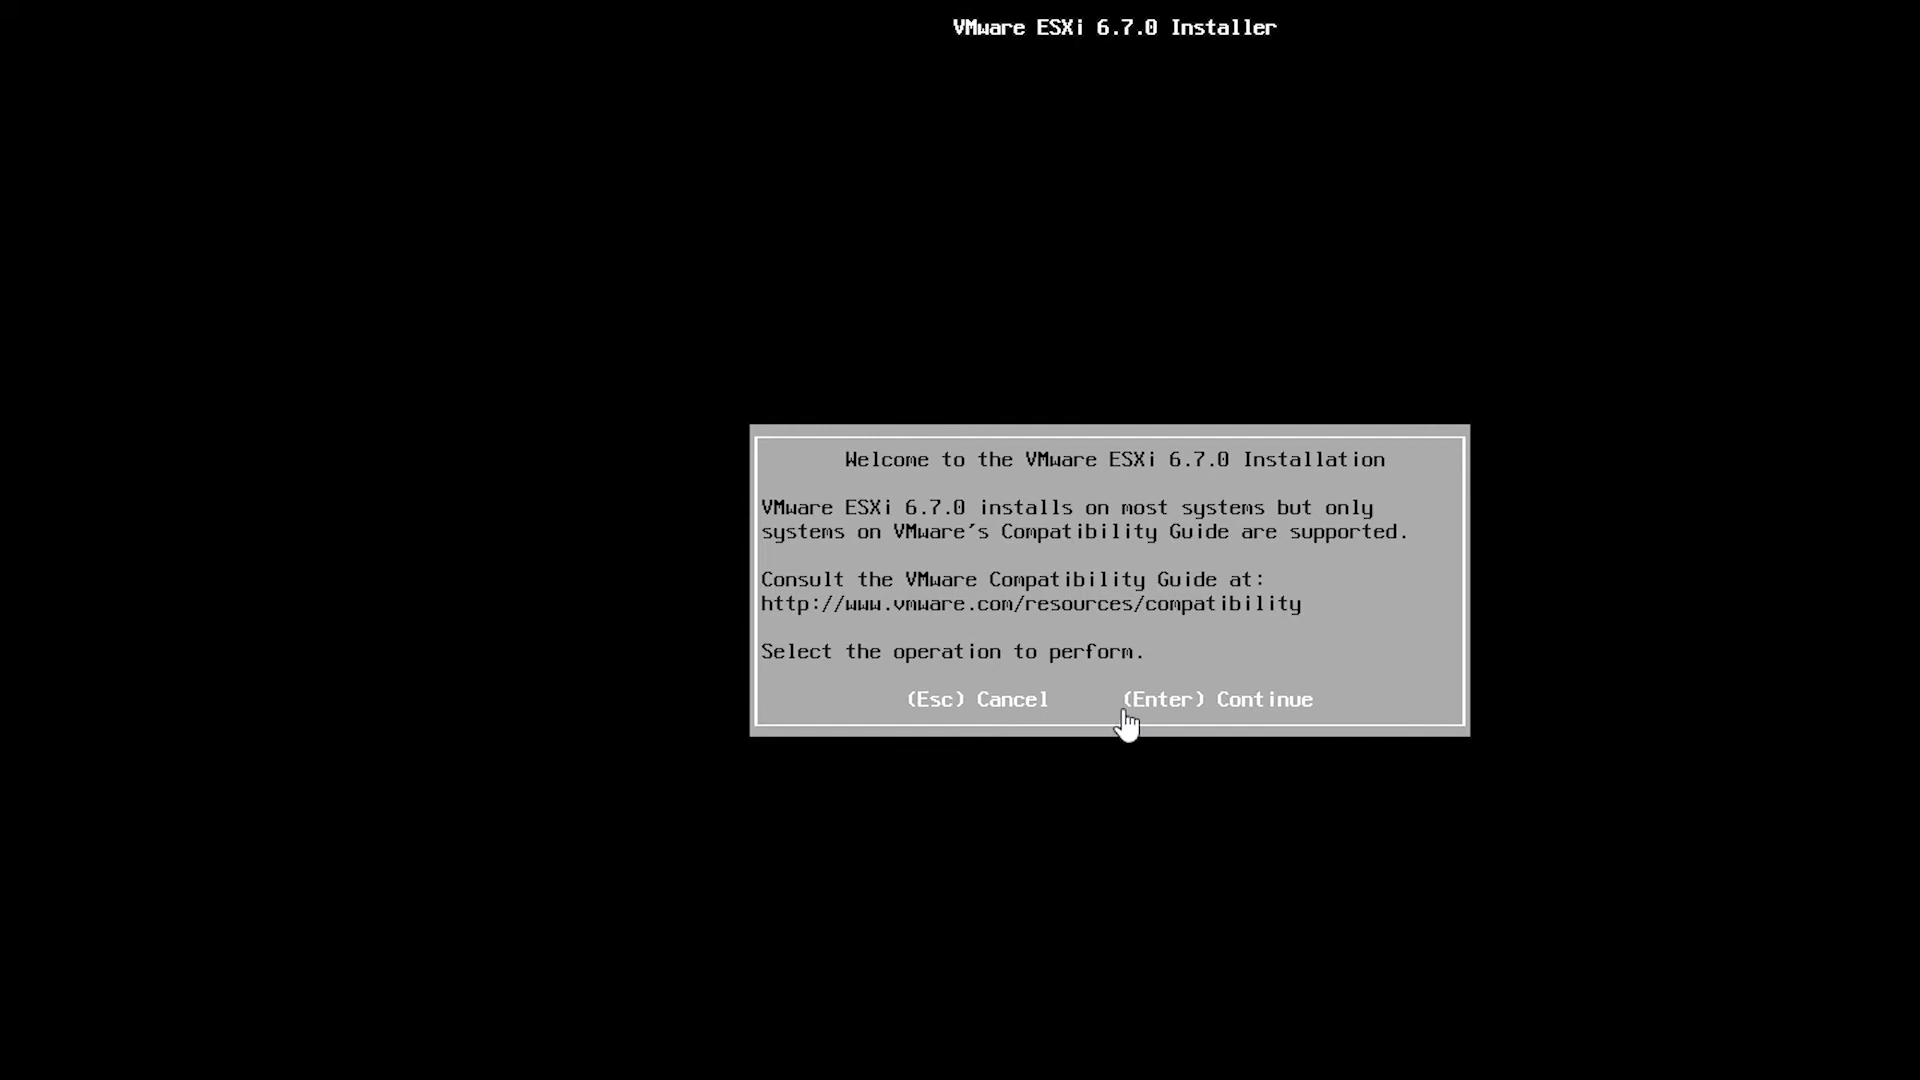 VMware ESXi 6.7.0 Installer
Welcome to the VMware ESXi 6.7.0 Installation
VMware ESXi 6.7.0 installs on most systems but only
systems on VMware's Compatibility Guide are supported.
Consult the VMware Compatibility Guide at:
http://www.vmware.com/resources/compatibility
Select the operation to perform.
(Esc) Cancel (Enter) Continue